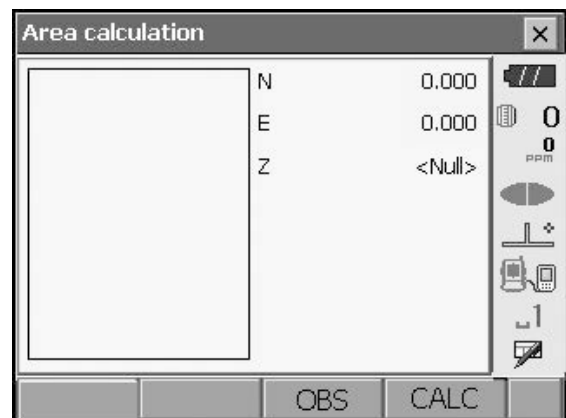 Area calculation
N 0.000
E 0.000
Z <Null>
0
0
PPM
1
OBS CALC